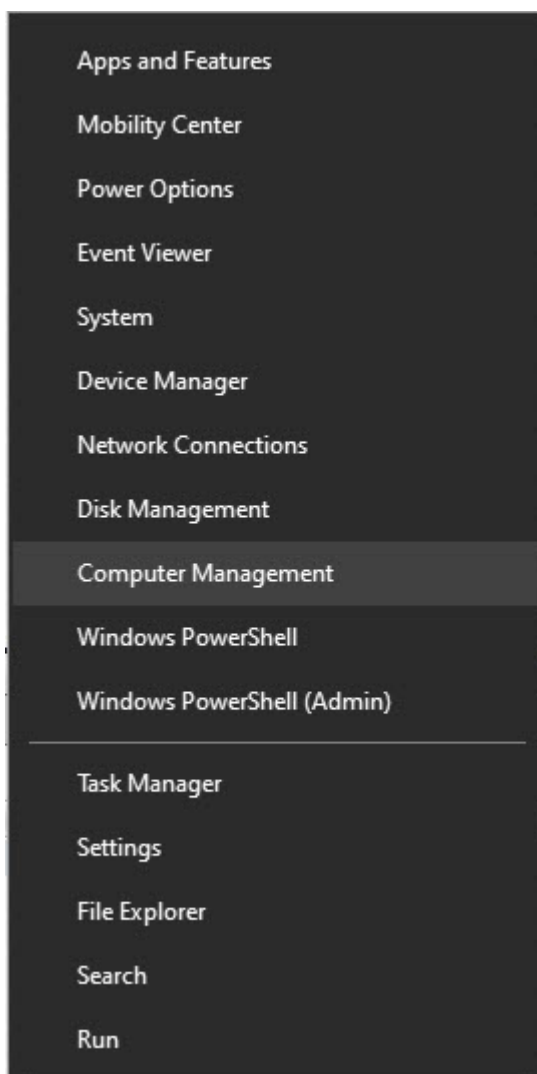 Apps and Features
Mobility Center
Power Options
Event Viewer
System
Device Manager
Network Connections
Disk Management
Computer Management
Windows PowerShell
Windows PowerShell (Admin)
Task Manager
Settings
File Explorer
Search
Run